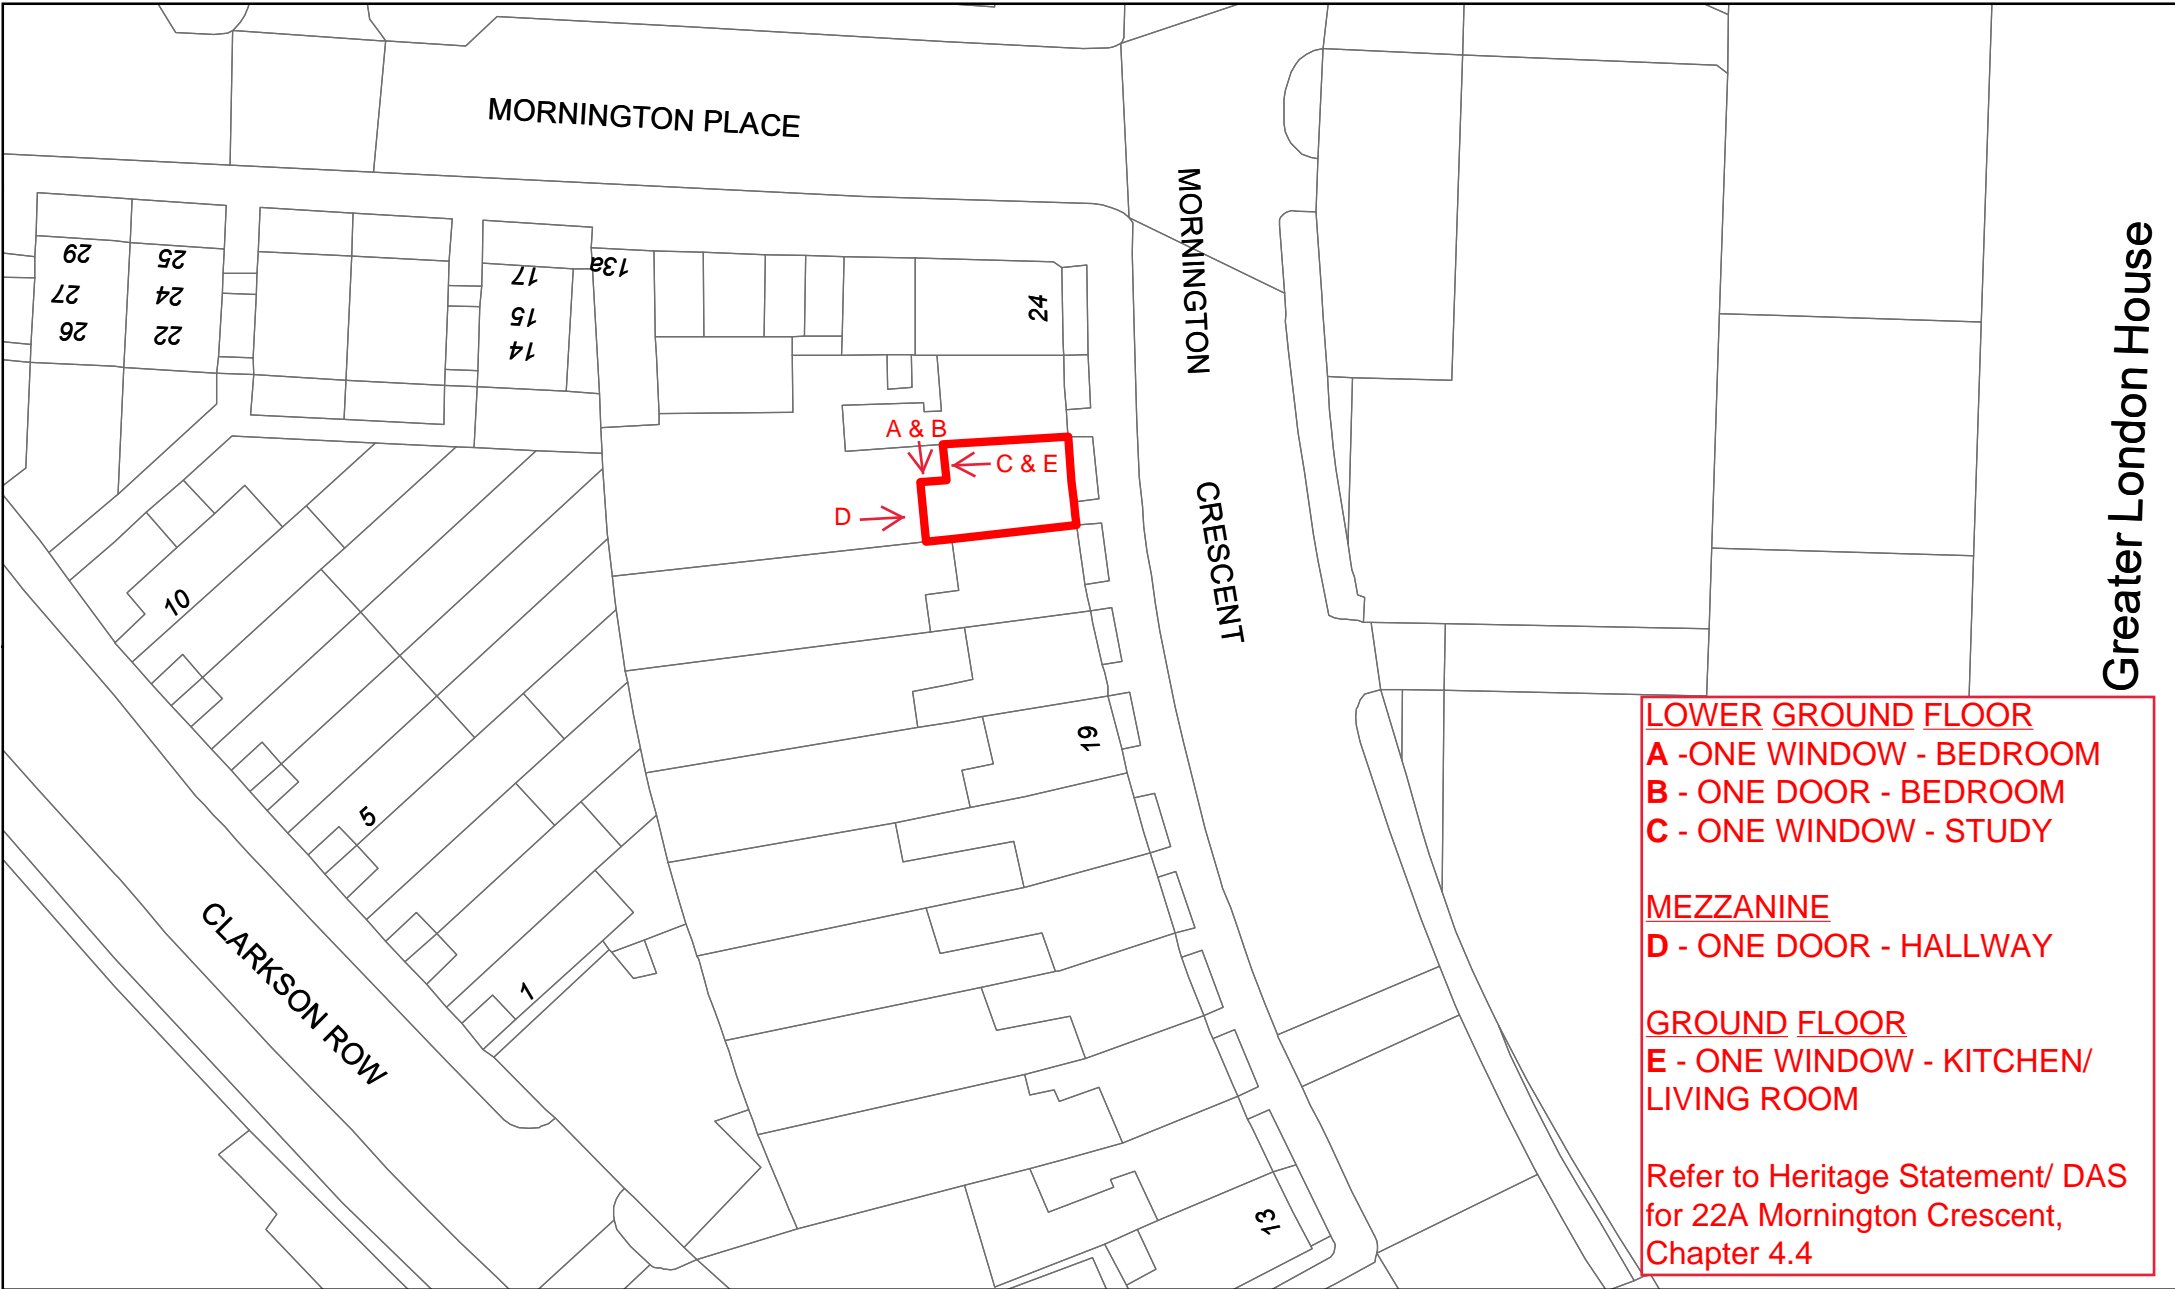 MORNINGTON PLACE
MORNINGTON
CRESCENT
Greater London House
29
27
26
25
24
22
17
15
14
13a
24
A & B
C & E
D
10
5
1
19
13
CLARKSON ROW
LOWER GROUND FLOOR
A -ONE WINDOW - BEDROOM
B - ONE DOOR - BEDROOM
C - ONE WINDOW - STUDY
MEZZANINE
D - ONE DOOR - HALLWAY
GROUND FLOOR
E - ONE WINDOW - KITCHEN/
LIVING ROOM
Refer to Heritage Statement/ DAS
for 22A Mornington Crescent,
Chapter 4.4